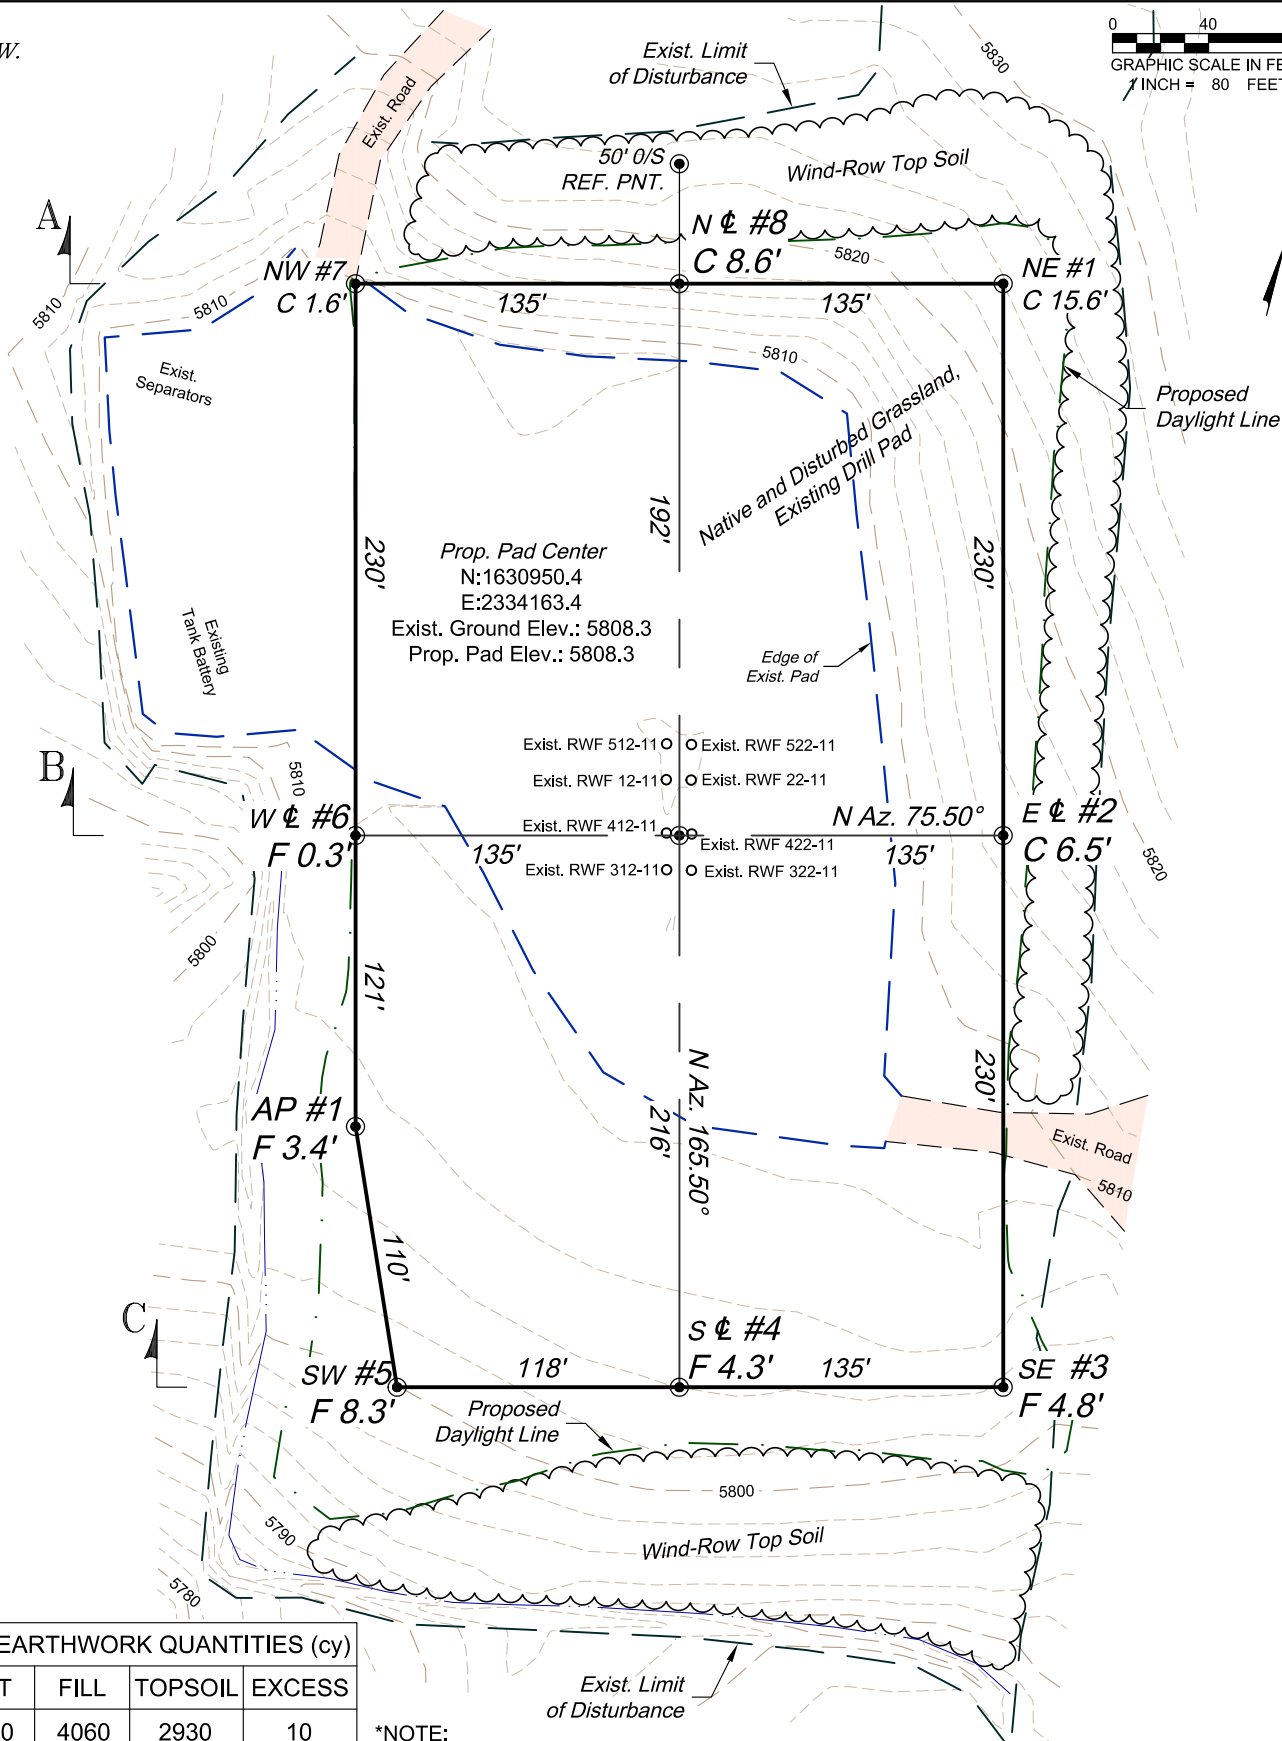 W.
0 40
GRAPHIC SCALE IN FE
1 INCH = 80 FEET
Exist. Limit
of Disturbance
5830
Exist. Road
50' 0/S
REF. PNT.
Wind-Row Top Soil
A
N ℄ #8
C 8.6'
5820
NW #7
C 1.6'
NE #1
C 15.6'
135'
135'
5810
5810
5810
Exist.
Separators
Proposed
Daylight Line
Native and Disturbed Grassland,
Existing Drill Pad
192'
230'
230'
Prop. Pad Center
N:1630950.4
E:2334163.4
Exist. Ground Elev.: 5808.3
Prop. Pad Elev.: 5808.3
Existing
Tank Battery
Edge of
Exist. Pad
Exist. RWF 512-11
Exist. RWF 522-11
B
5810
Exist. RWF 12-11
Exist. RWF 22-11
W ℄ #6
F 0.3'
Exist. RWF 412-11
N Az. 75.50°
E ℄ #2
C 6.5'
135'
Exist. RWF 422-11
135'
5820
Exist. RWF 312-11
Exist. RWF 322-11
5800
121'
230'
N Az. 165.50°
216'
AP #1
F 3.4'
Exist. Road
5810
110'
C
S ℄ #4
F 4.3'
SW #5
F 8.3'
118'
135'
SE #3
F 4.8'
Proposed
Daylight Line
5800
5790
Wind-Row Top Soil
5780
EARTHWORK QUANTITIES (cy)
T FILL TOPSOIL EXCESS
0 4060 2930 10
Exist. Limit
of Disturbance
*NOTE: